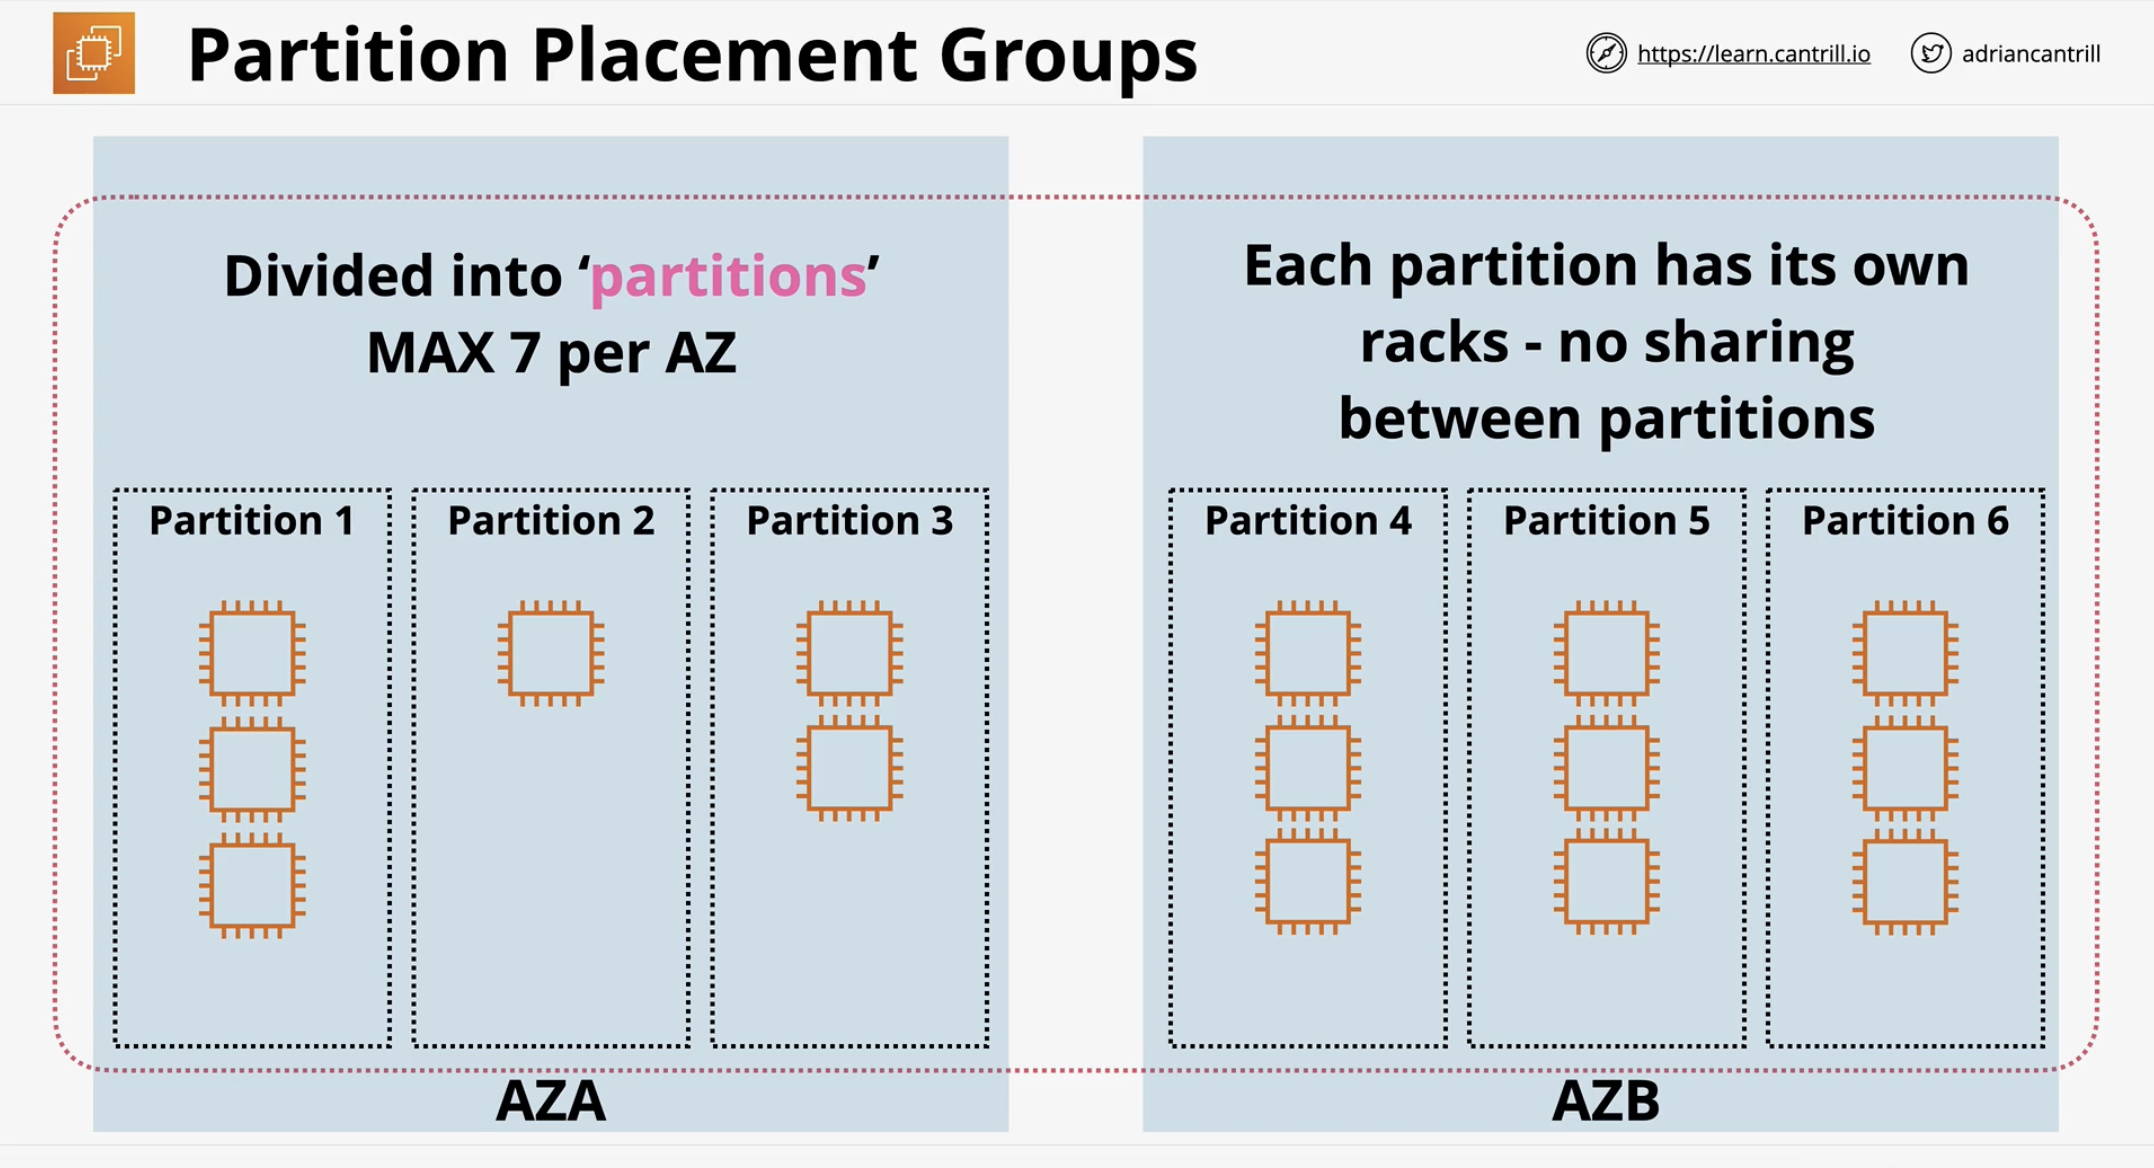 Partition Placement Groups
https://learn.cantrill.io
adriancantrill
Divided into ‘partitions’
MAX 7 per AZ
Each partition has its own
racks - no sharing
between partitions
Partition 1
Partition 2
Partition 3
Partition 4
Partition 5
Partition 6
AZA
AZB